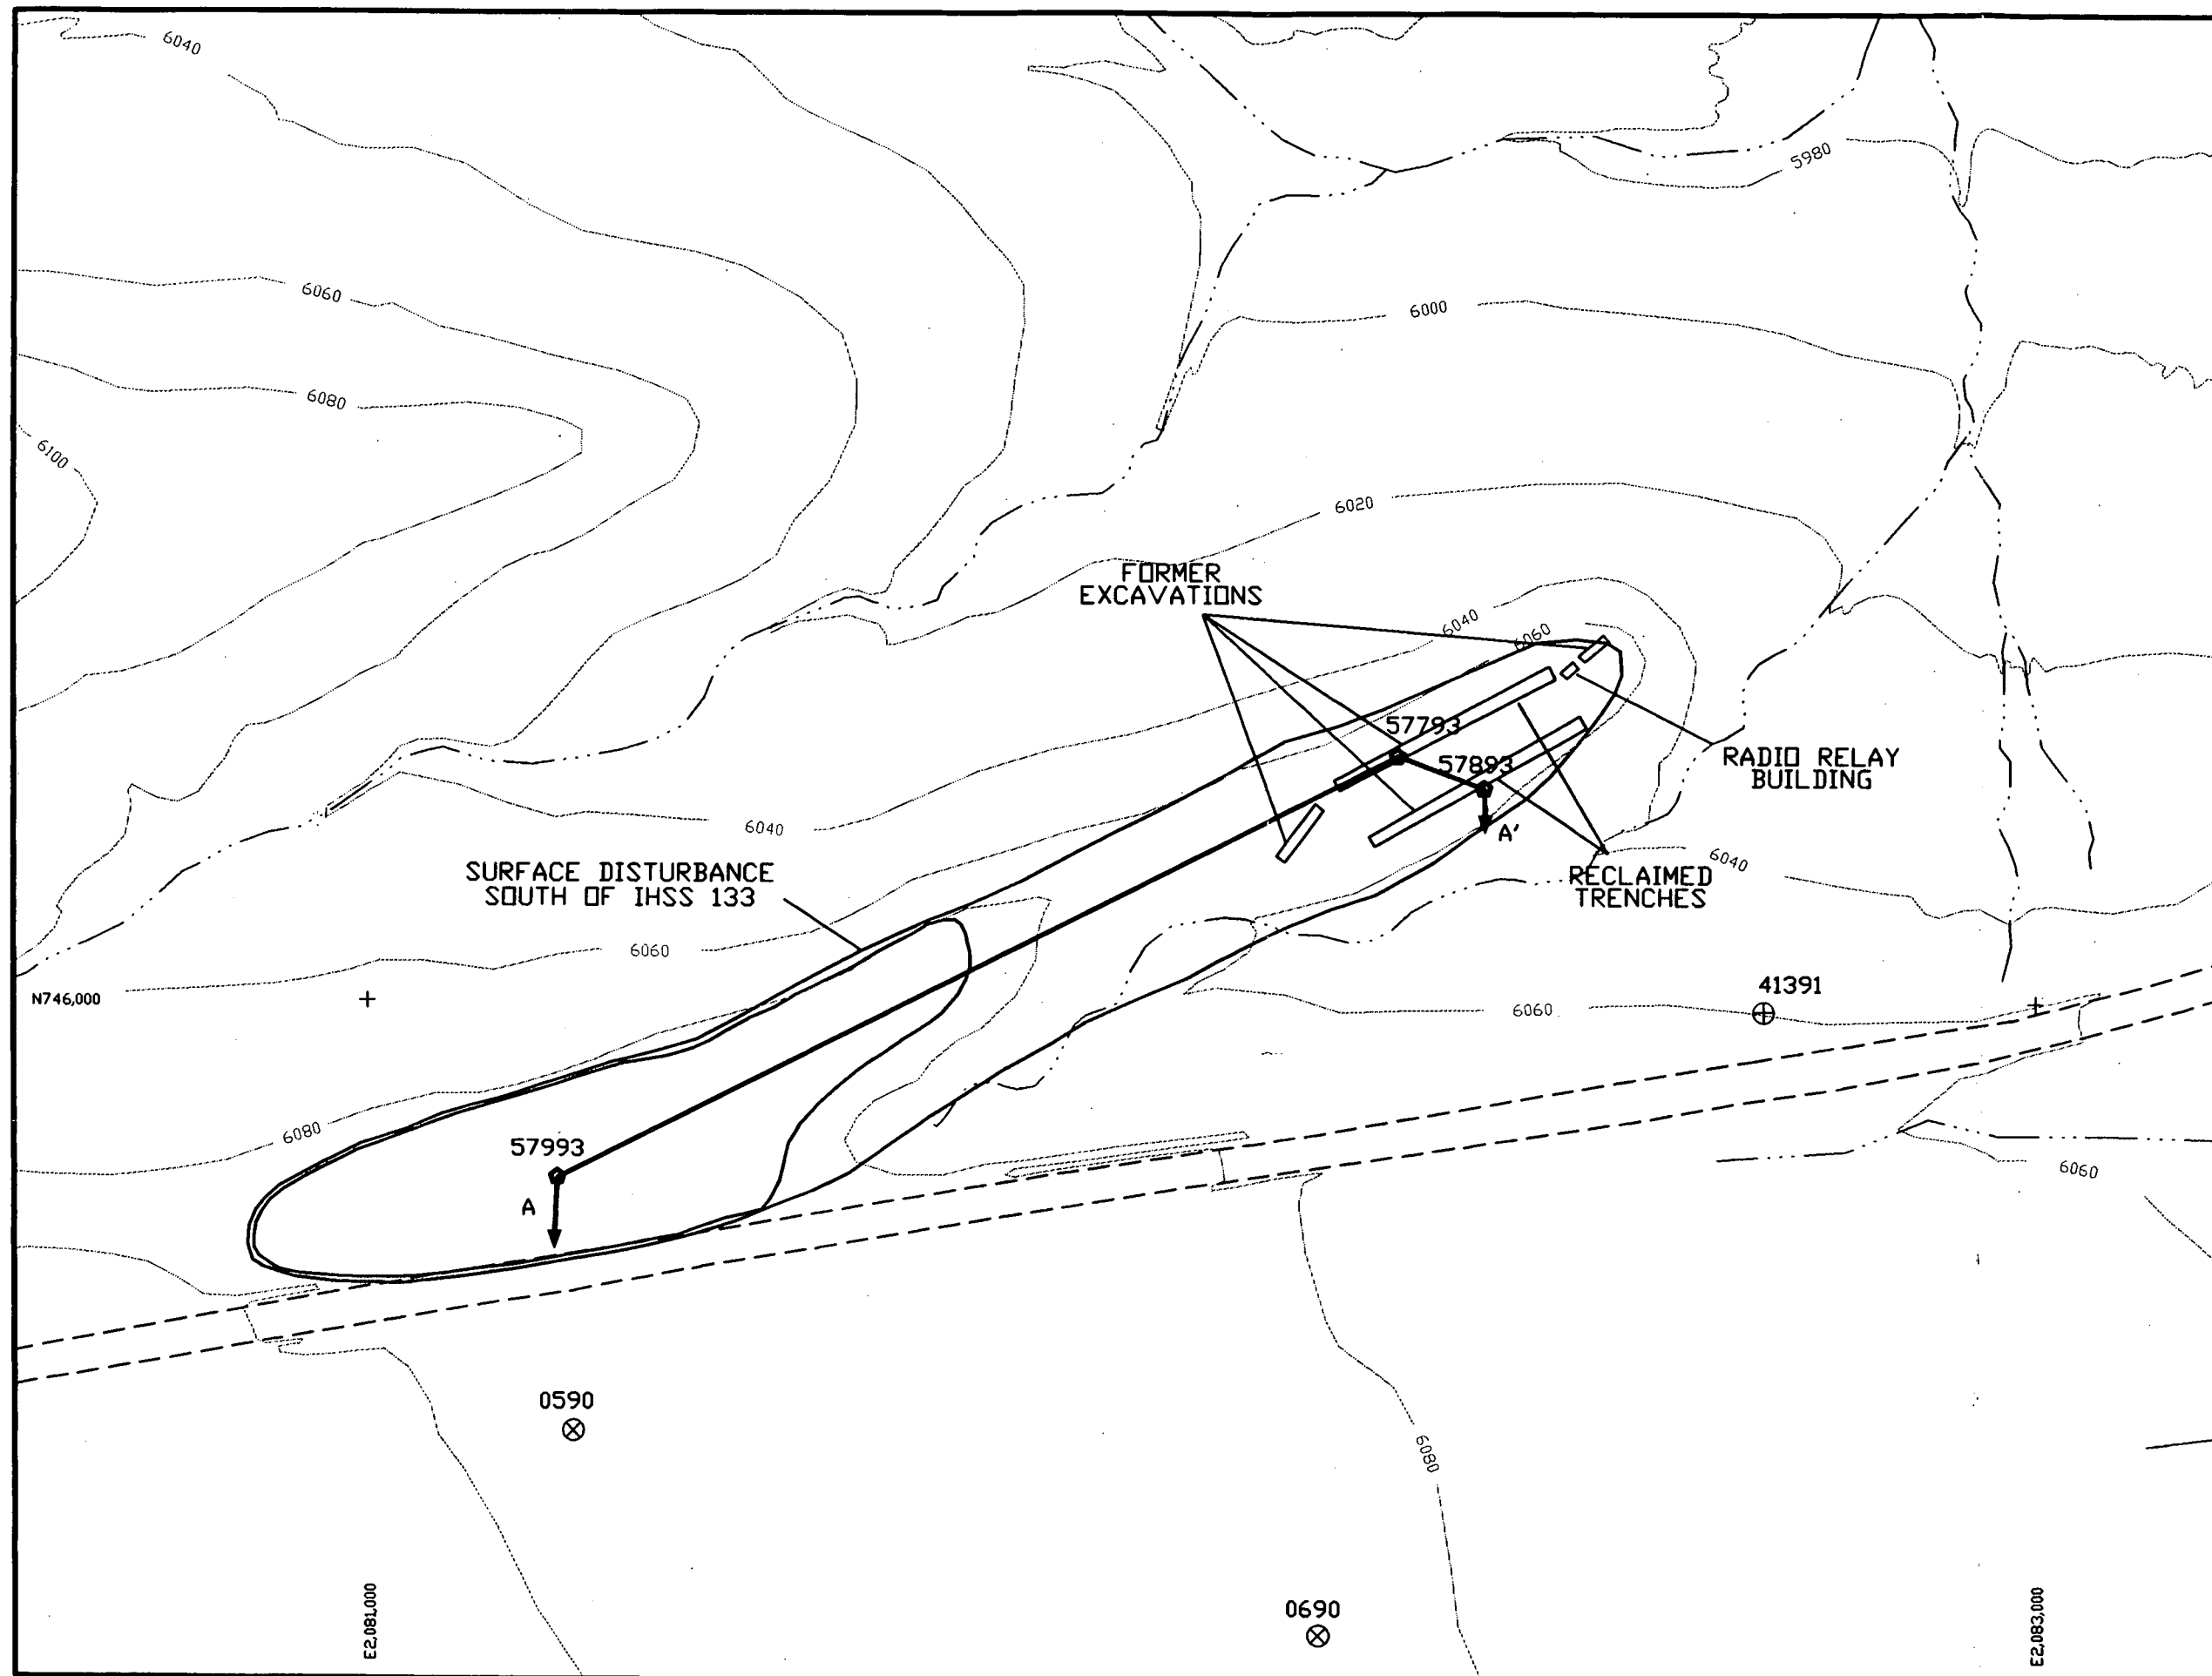 6040
5980
6060
6000
6080
6100
6020
FORMER
EXCAVATIONS
6040
6060
57793
57893
RADIO RELAY
BUILDING
6040
A'
6040
SURFACE DISTURBANCE
SOUTH OF IHSS 133
RECLAIMED
TRENCHES
6060
N746,000
41391
6060
6080
57993
6060
A
0590
6080
E2,081,000
0690
E2,083,000